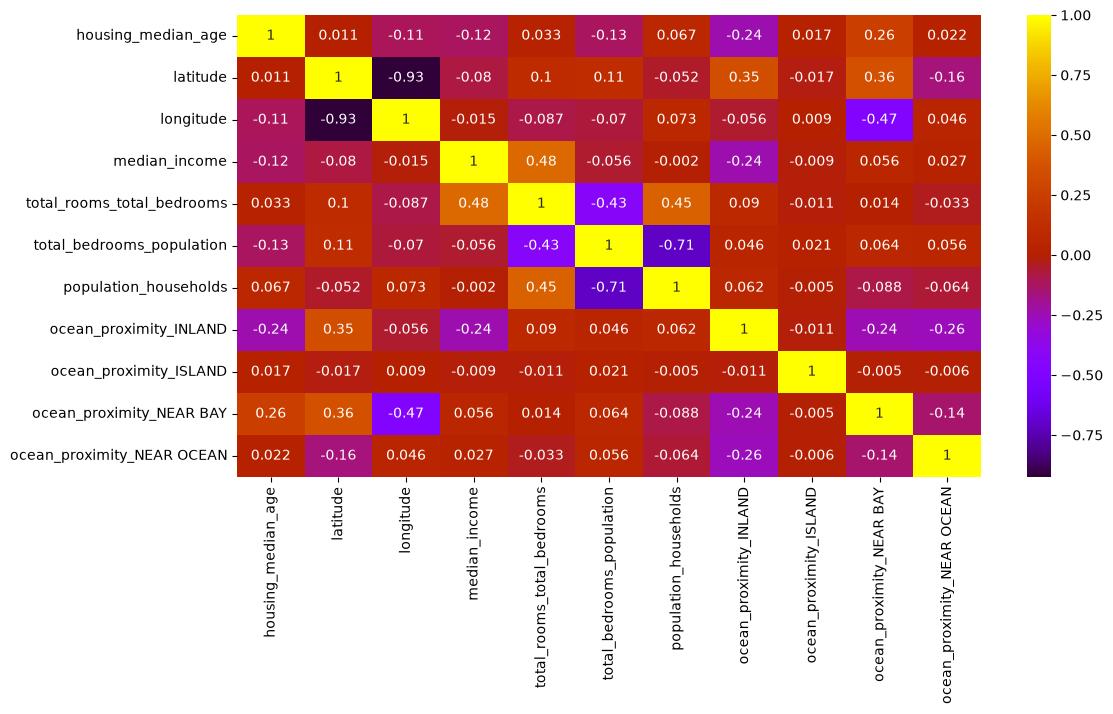 housing_median_age 1 0.011 -0.11 -0.12 0.033 -0.13 0.067 -0.24 0.017 0.26 0.022
latitude 0.011 1 -0.93 -0.08 0.1 0.11 -0.052 0.35 -0.017 0.36 -0.16
longitude -0.11 -0.93 1 -0.015 -0.087 -0.07 0.073 -0.056 0.009 -0.47 0.046
median_income -0.12 -0.08 -0.015 1 0.48 -0.056 -0.002 -0.24 -0.009 0.056 0.027
total_rooms_total_bedrooms 0.033 0.1 -0.087 0.48 1 -0.43 0.45 0.09 -0.011 0.014 -0.033
total_bedrooms_population -0.13 0.11 -0.07 -0.056 -0.43 1 -0.71 0.046 0.021 0.064 0.056
population_households 0.067 -0.052 0.073 -0.002 0.45 -0.71 1 0.062 -0.005 -0.088 -0.064
ocean_proximity_INLAND -0.24 0.35 -0.056 -0.24 0.09 0.046 0.062 1 -0.011 -0.24 -0.26
ocean_proximity_ISLAND 0.017 -0.017 0.009 -0.009 -0.011 0.021 -0.005 -0.011 1 -0.005 -0.006
ocean_proximity_NEAR BAY 0.26 0.36 -0.47 0.056 0.014 0.064 -0.088 -0.24 -0.005 1 -0.14
ocean_proximity_NEAR OCEAN 0.022 -0.16 0.046 0.027 -0.033 0.056 -0.064 -0.26 -0.006 -0.14 1
housing_median_age
latitude
longitude
median_income
total_rooms_total_bedrooms
total_bedrooms_population
population_households
ocean_proximity_INLAND
ocean_proximity_ISLAND
ocean_proximity_NEAR BAY
ocean_proximity_NEAR OCEAN
1.00
0.75
0.50
0.25
0.00
−0.25
−0.50
−0.75